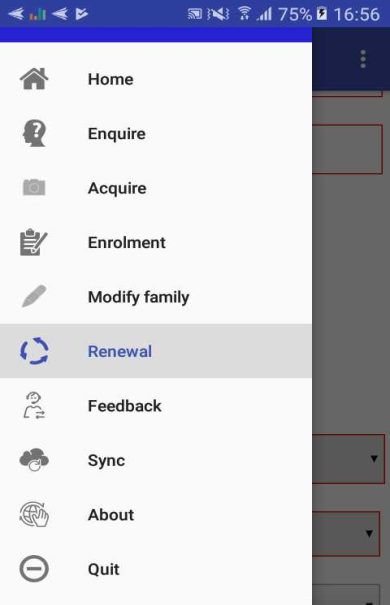 75% 16:56
Home
Enquire
Acquire
Enrolment
Modify family
Renewal
Feedback
Sync
About
Quit